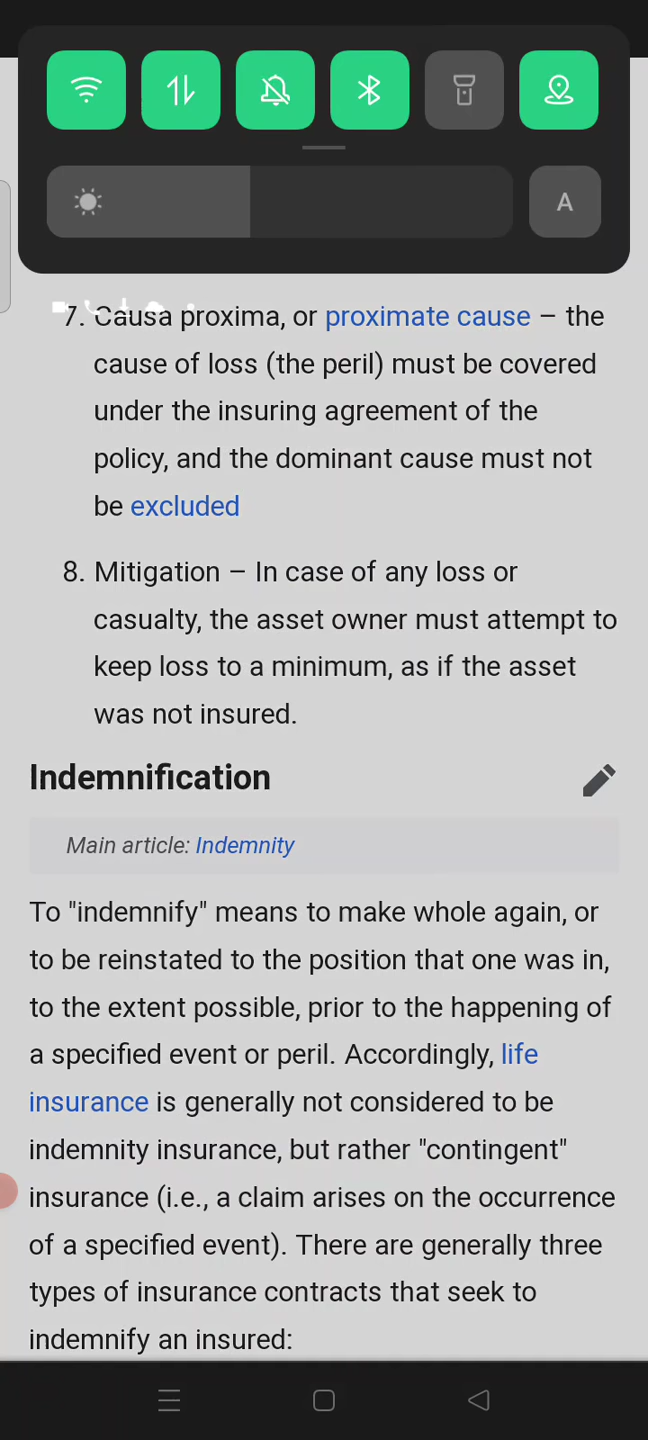 A
7. Causa proxima, or proximate cause – the
cause of loss (the peril) must be covered
under the insuring agreement of the
policy, and the dominant cause must not
be excluded
8. Mitigation – In case of any loss or
casualty, the asset owner must attempt to
keep loss to a minimum, as if the asset
was not insured.
Indemnification
Main article: Indemnity
To "indemnify" means to make whole again, or
to be reinstated to the position that one was in,
to the extent possible, prior to the happening of
a specified event or peril. Accordingly, life
insurance is generally not considered to be
indemnity insurance, but rather "contingent"
insurance (i.e., a claim arises on the occurrence
of a specified event). There are generally three
types of insurance contracts that seek to
indemnify an insured: